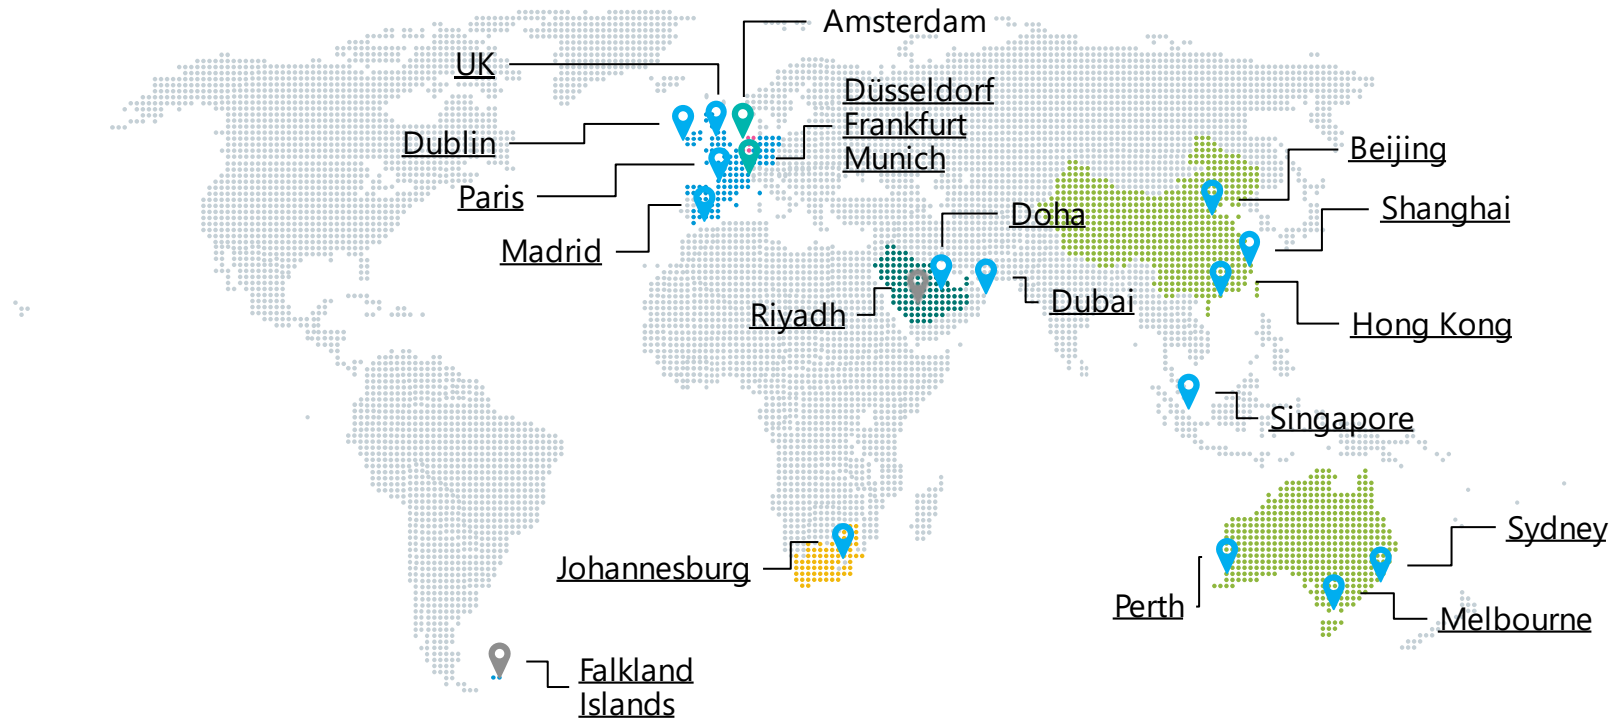 Amsterdam
UK
Düsseldorf
Frankfurt
Munich
Dublin
Beijing
Paris
Shanghai
Doha
Madrid
Dubai
Riyadh
Hong Kong
Singapore
Sydney
Johannesburg
Perth
Melbourne
Falkland
Islands